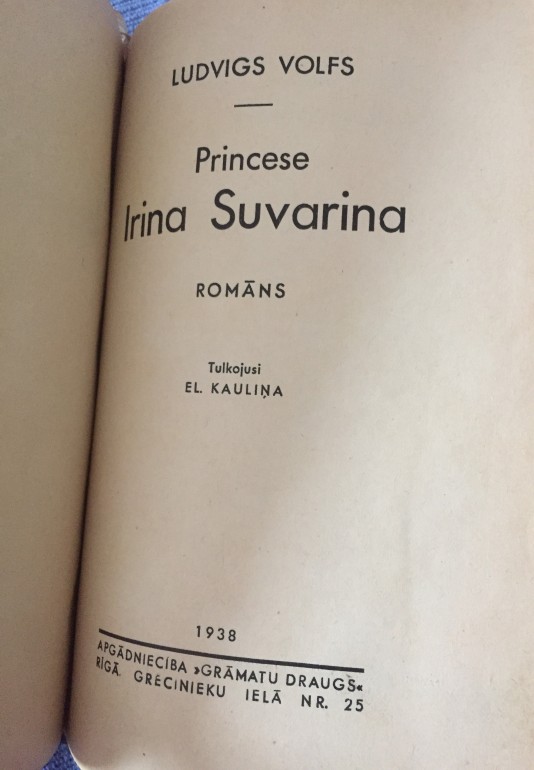 LUDVIGS VOLFS
Princese
Irina Suvarina
ROMĀNS
Tulkojusi
EL. KAULIŅA
1938
APGĀDNIECĪBA »GRĀMATU DRAUGS«
RĪGĀ. GRĒCINIEKU IELĀ NR. 25